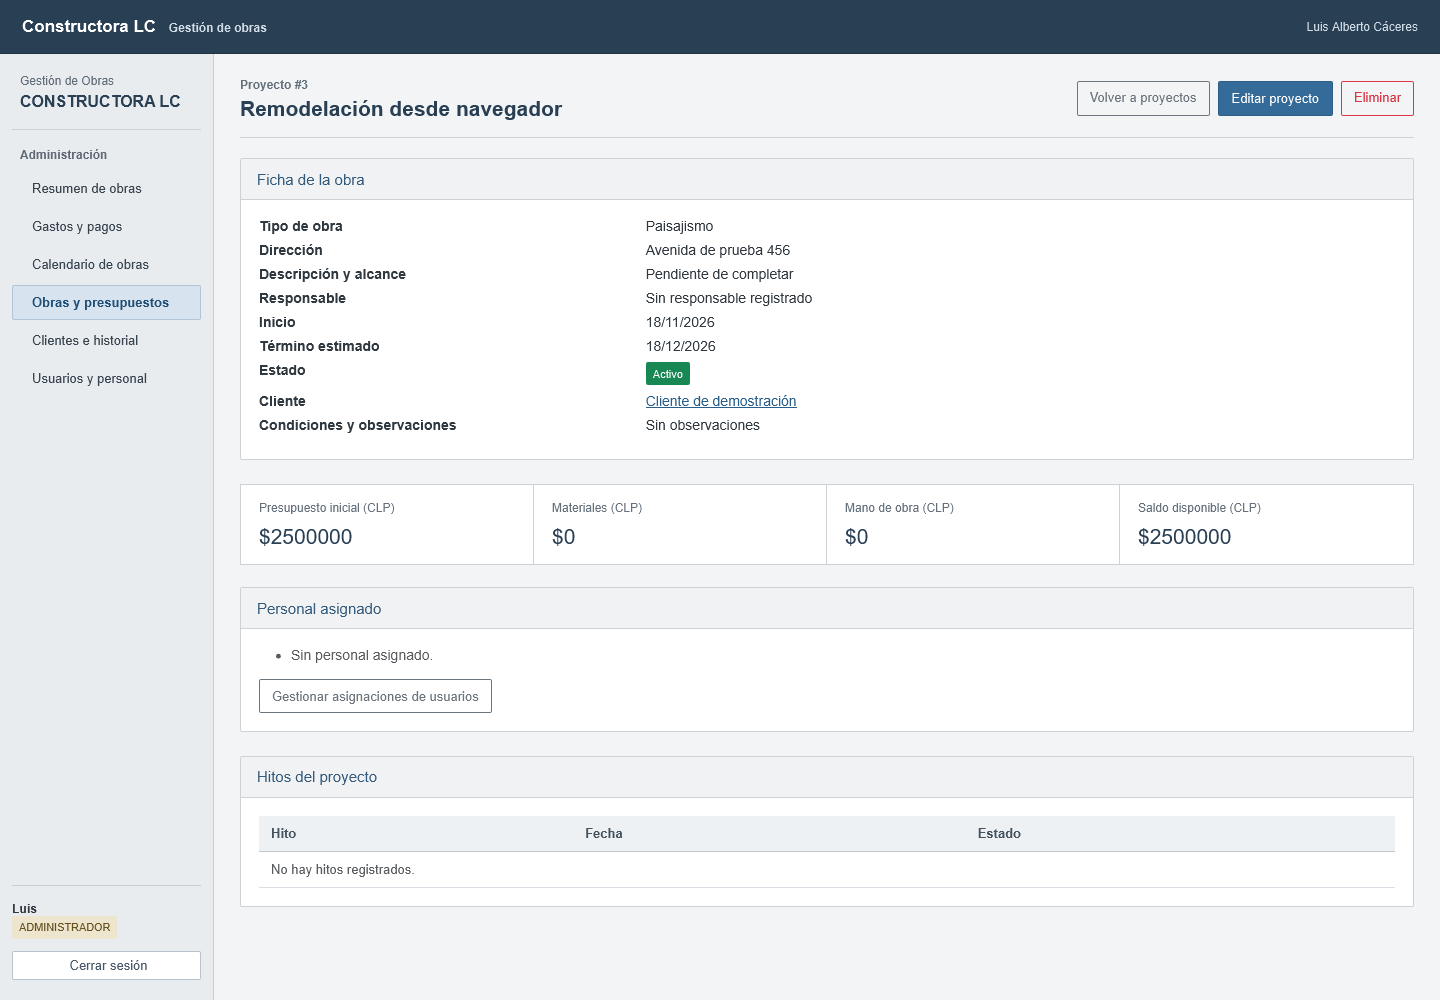 Constructora LC Gestión de obras
Luis Alberto Cáceres
Gestión de Obras
CONSTRUCTORA LC
Administración
Resumen de obras
Gastos y pagos
Calendario de obras
Obras y presupuestos
Clientes e historial
Usuarios y personal
Luis
ADMINISTRADOR
Cerrar sesión
Proyecto #3
Remodelación desde navegador
Volver a proyectos Editar proyecto Eliminar
Ficha de la obra
Tipo de obra Paisajismo
Dirección Avenida de prueba 456
Descripción y alcance Pendiente de completar
Responsable Sin responsable registrado
Inicio 18/11/2026
Término estimado 18/12/2026
Estado Activo
Cliente Cliente de demostración
Condiciones y observaciones Sin observaciones
Presupuesto inicial (CLP) Materiales (CLP) Mano de obra (CLP) Saldo disponible (CLP)
$2500000 $0 $0 $2500000
Personal asignado
• Sin personal asignado.
Gestionar asignaciones de usuarios
Hitos del proyecto
Hito Fecha Estado
No hay hitos registrados.